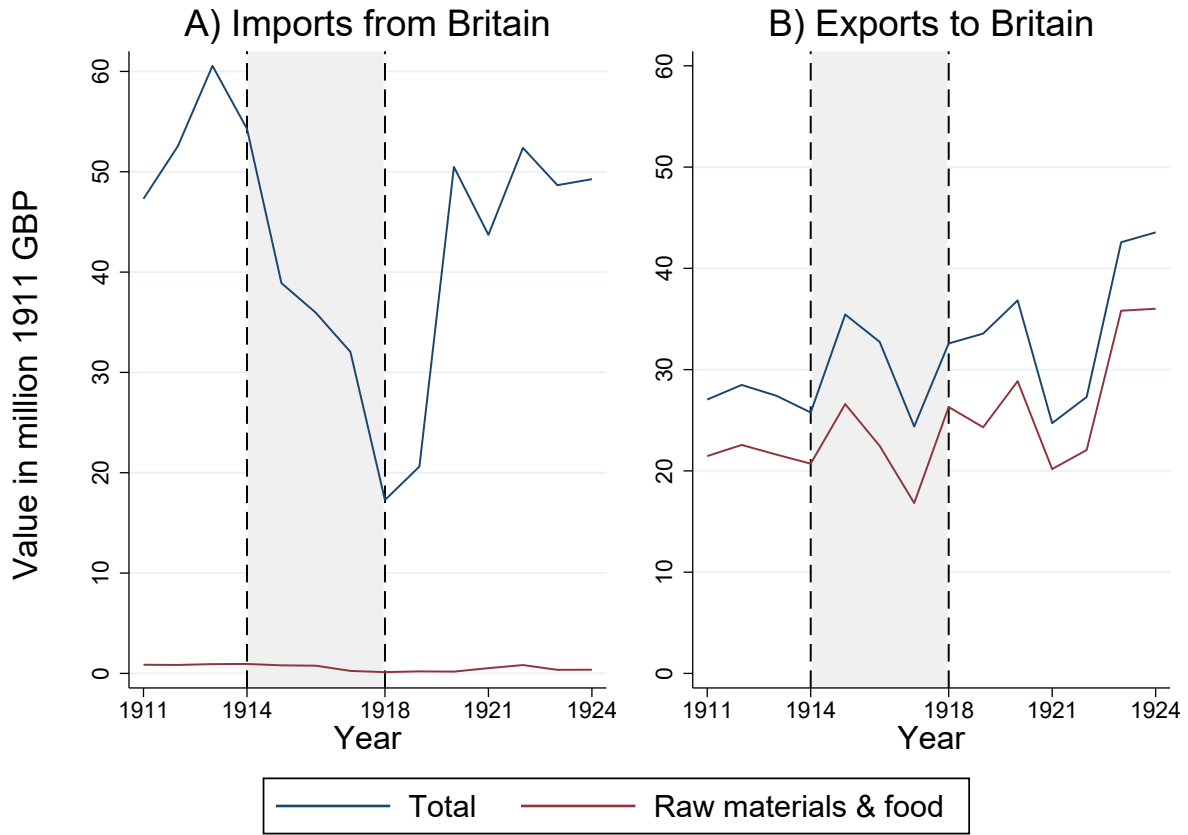 A) Imports from Britain
B) Exports to Britain
Value in million 1911 GBP
60
50
40
30
20
10
0
1911 1914 1918 1921 1924
Year
60
50
40
30
20
10
0
1911 1914 1918 1921 1924
Year
Total
Raw materials & food